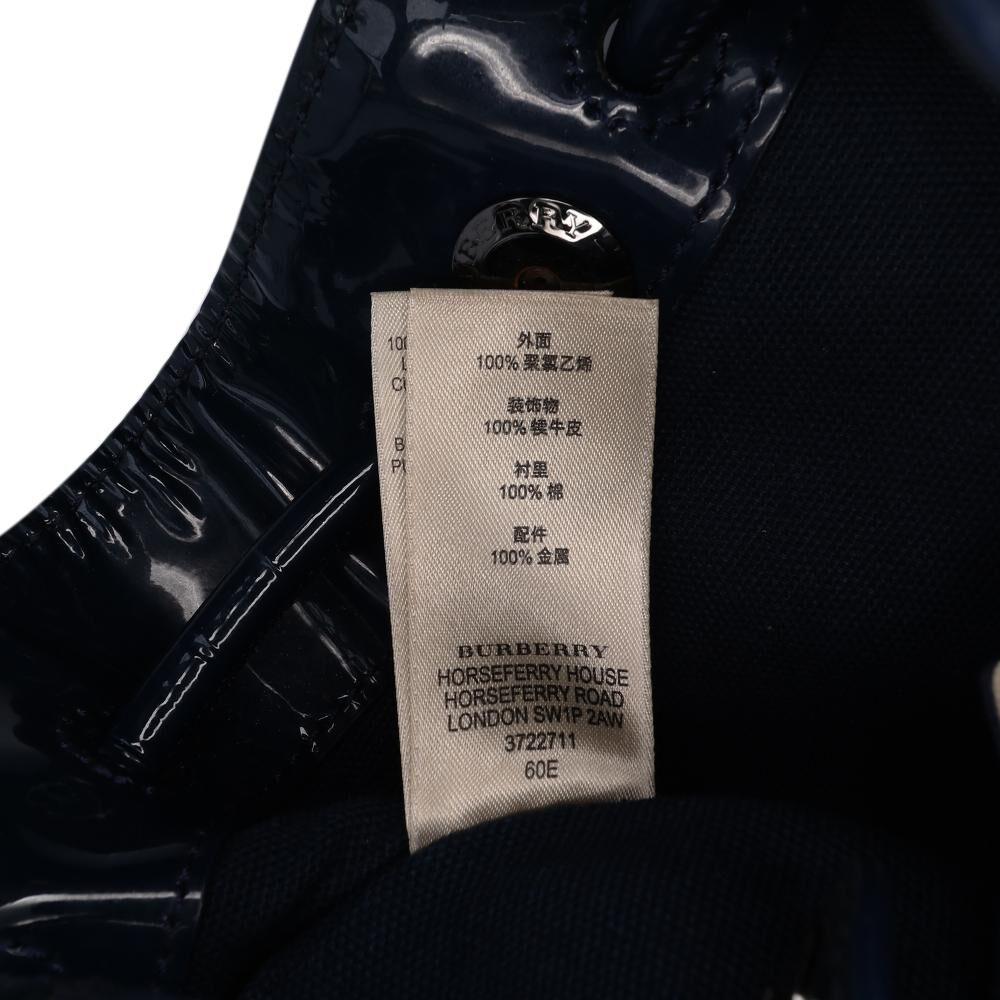 外面
100% 聚氯乙烯
装饰物
100% 犊牛皮
衬里
100% 棉
配件
100% 金属
BURBERRY
HORSEFERRY HOUSE
HORSEFERRY ROAD
LONDON SW1P 2AW
3722711
60E